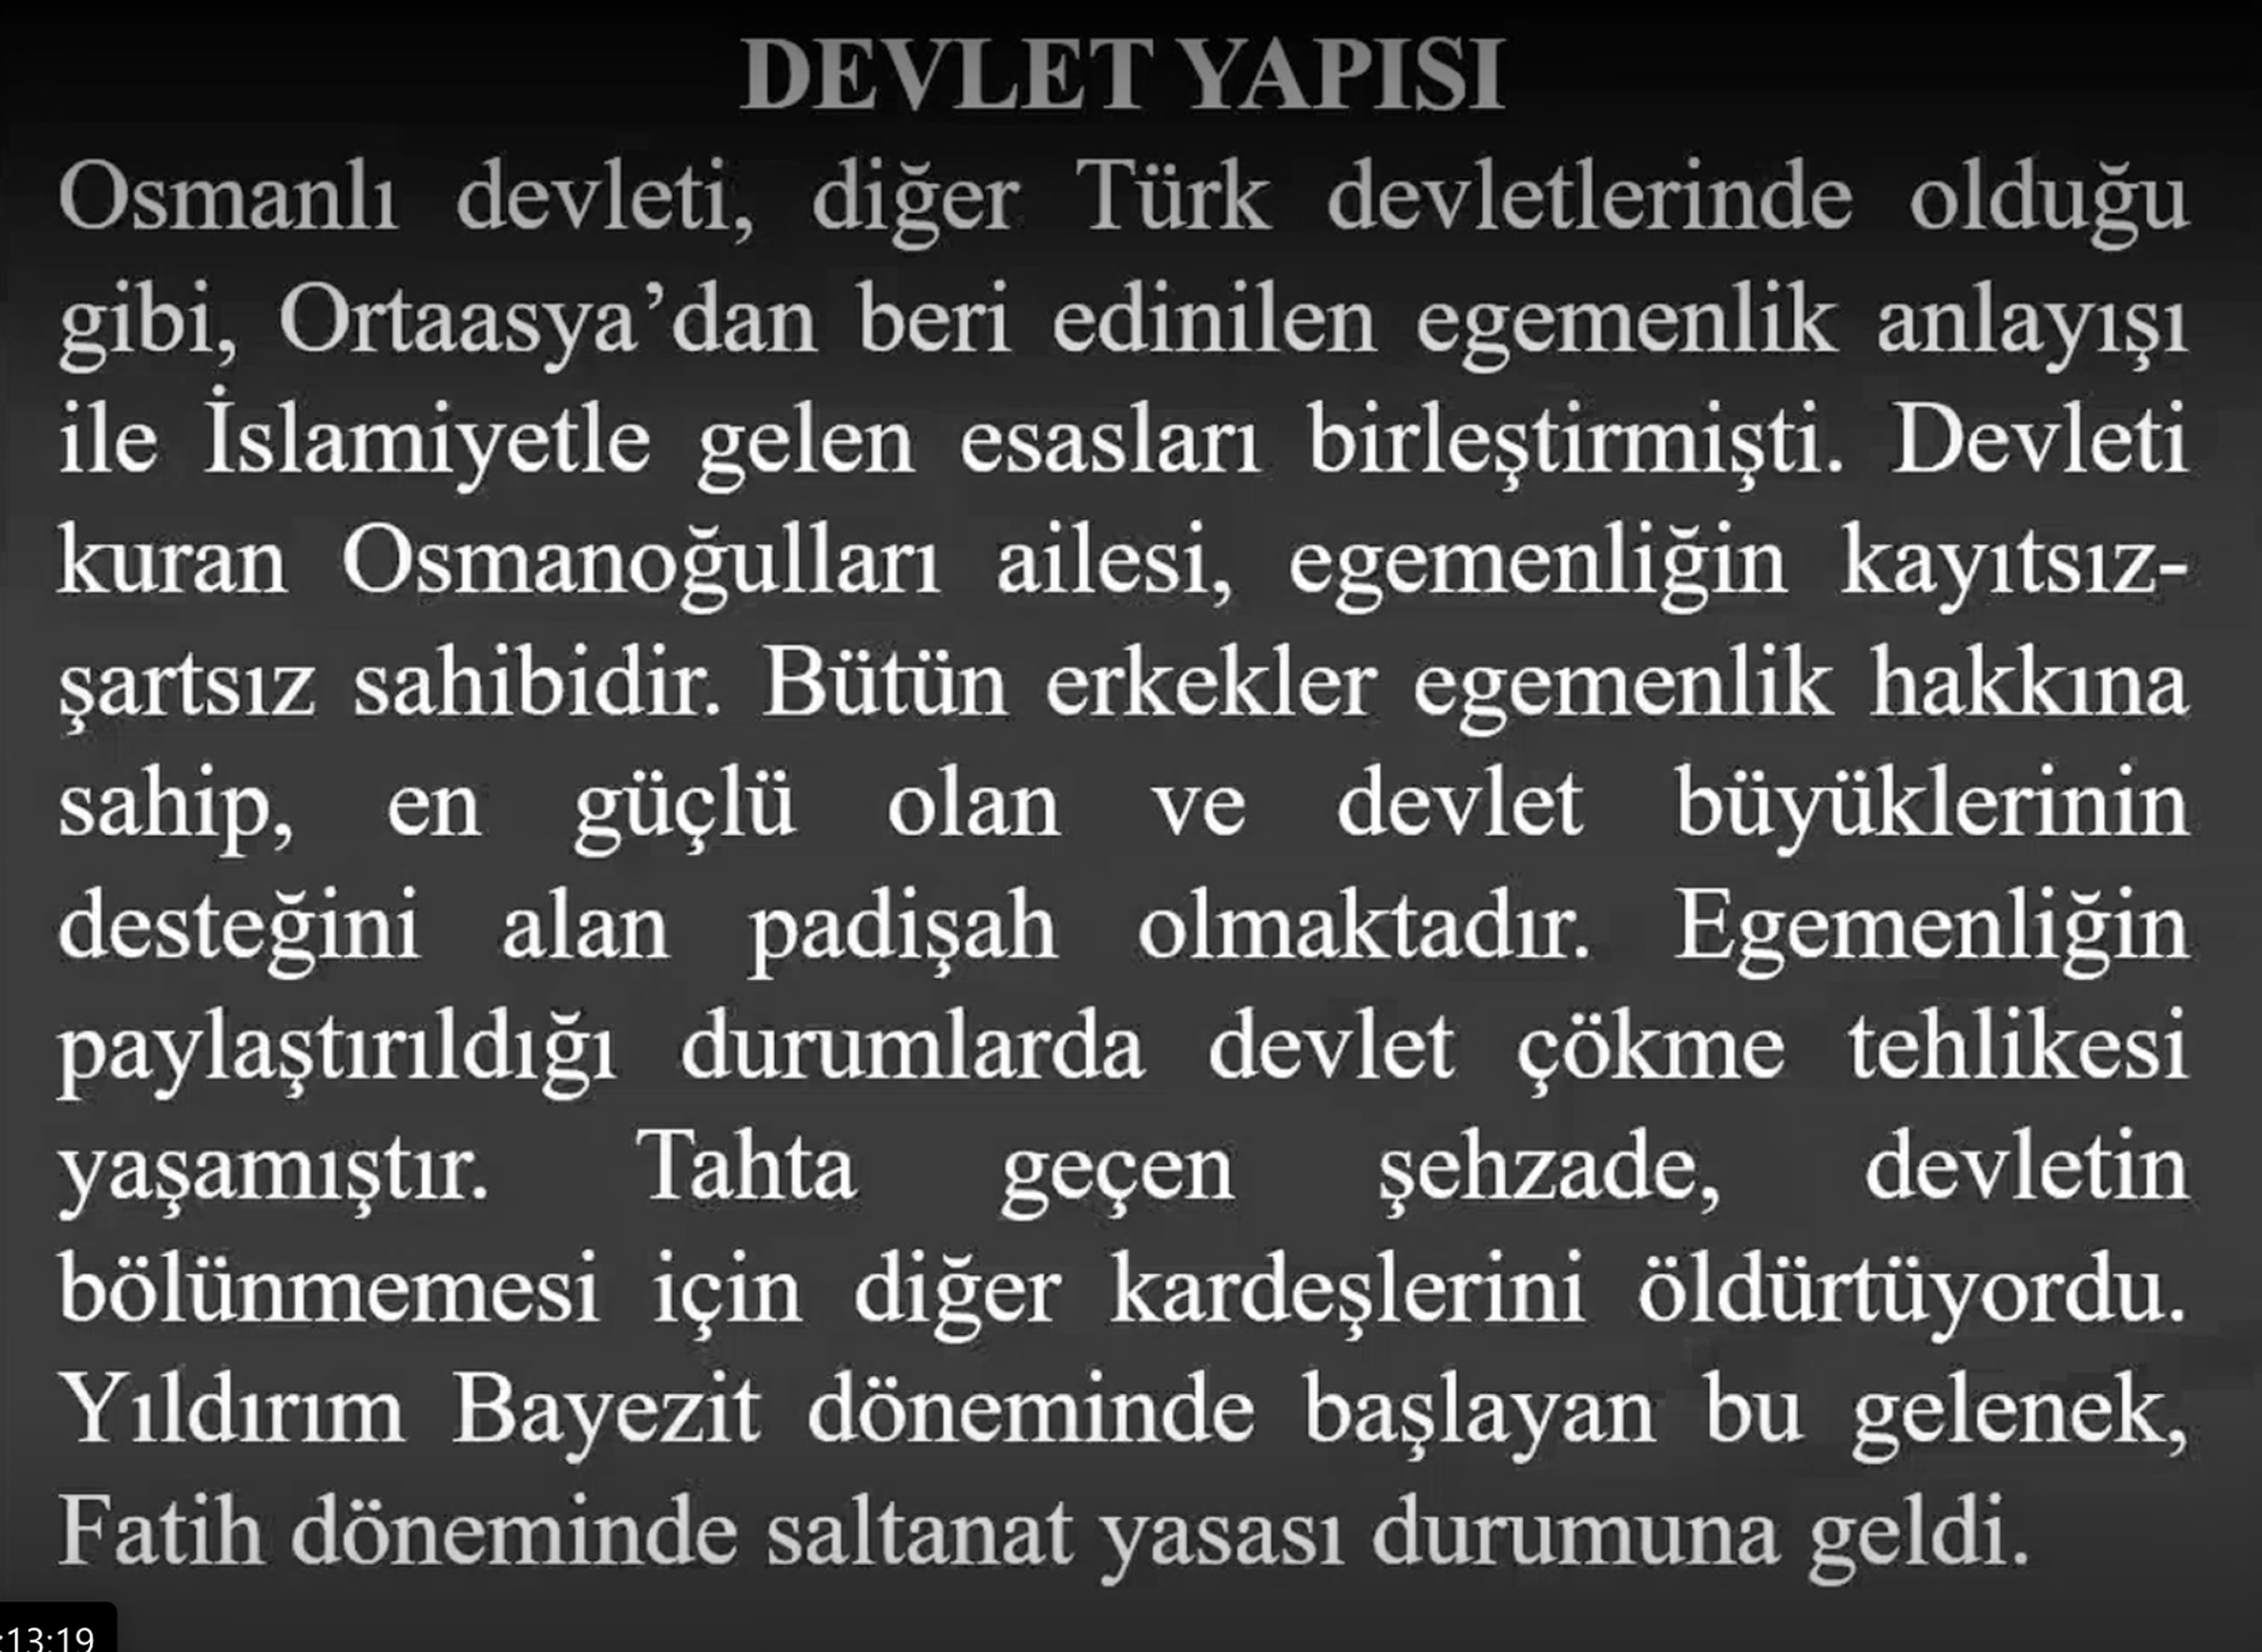 DEVLET YAPISI
Osmanlı devleti, diğer Türk devletlerinde olduğu
gibi, Ortaasya’dan beri edinilen egemenlik anlayışı
ile İslamiyetle gelen esasları birleştirmişti. Devleti
kuran Osmanoğulları ailesi, egemenliğin kayıtsız-
şartsız sahibidir. Bütün erkekler egemenlik hakkına
sahip, en güçlü olan ve devlet büyüklerinin
desteğini alan padişah olmaktadır. Egemenliğin
paylaştırıldığı durumlarda devlet çökme tehlikesi
yaşamıştır. Tahta geçen şehzade, devletin
bölünmemesi için diğer kardeşlerini öldürtüyordu.
Yıldırım Bayezit döneminde başlayan bu gelenek,
Fatih döneminde saltanat yasası durumuna geldi.
:13:19